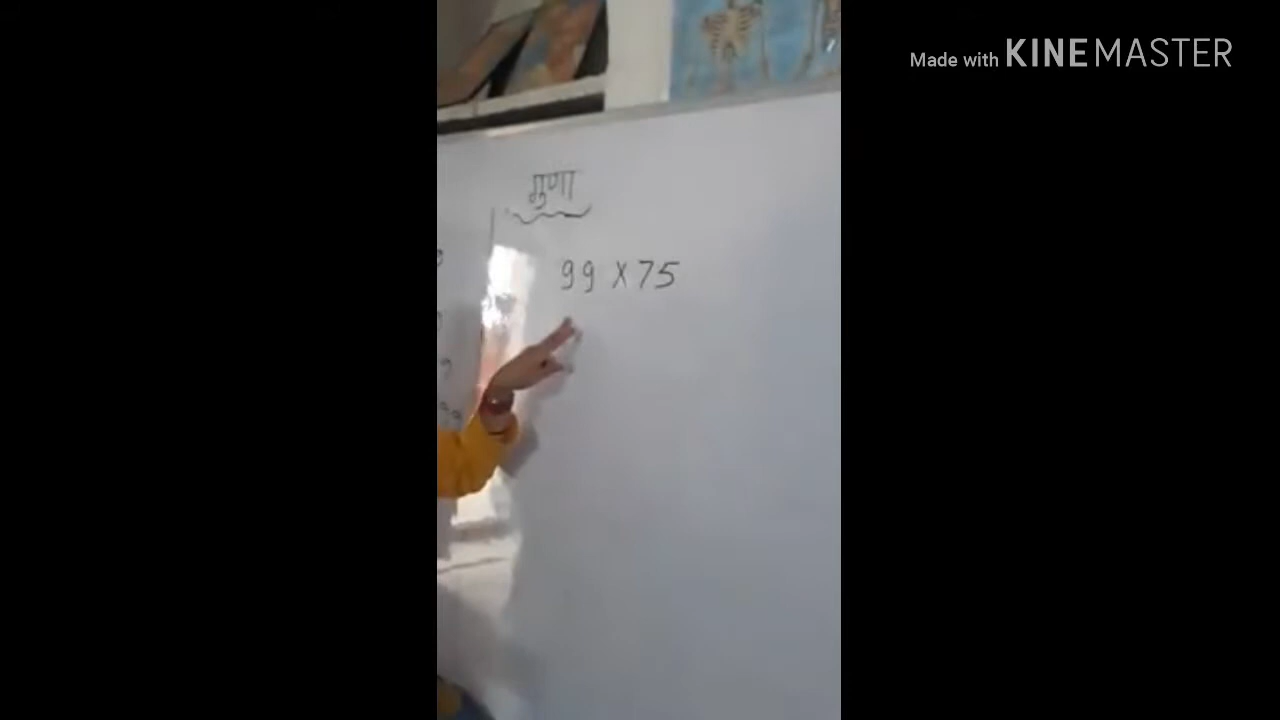 Made with KINEMASTER
गुणा
99 X 75